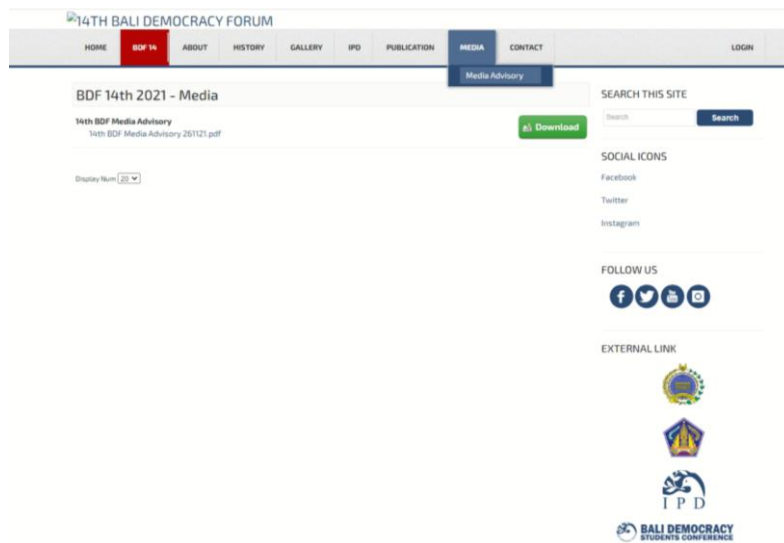 14TH BALI DEMOCRACY FORUM
HOME BDF 14 ABOUT HISTORY GALLERY IPD PUBLICATION MEDIA CONTACT LOGIN
Media Advisory
BDF 14th 2021 - Media
14th BDF Media Advisory
14th BDF Media Advisory 261121.pdf
Download
Display Num 20
SEARCH THIS SITE
Search Search
SOCIAL ICONS
Facebook
Twitter
Instagram
FOLLOW US
EXTERNAL LINK
IPD
BALI DEMOCRACY
STUDENTS CONFERENCE